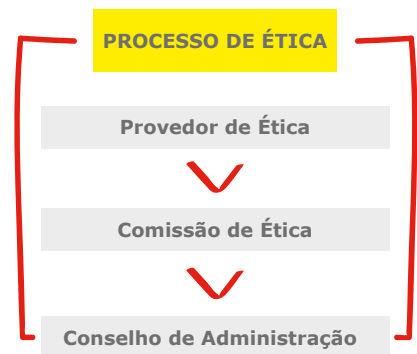 PROCESSO DE ÉTICA
Provedor de Ética
Comissão de Ética
Conselho de Administração